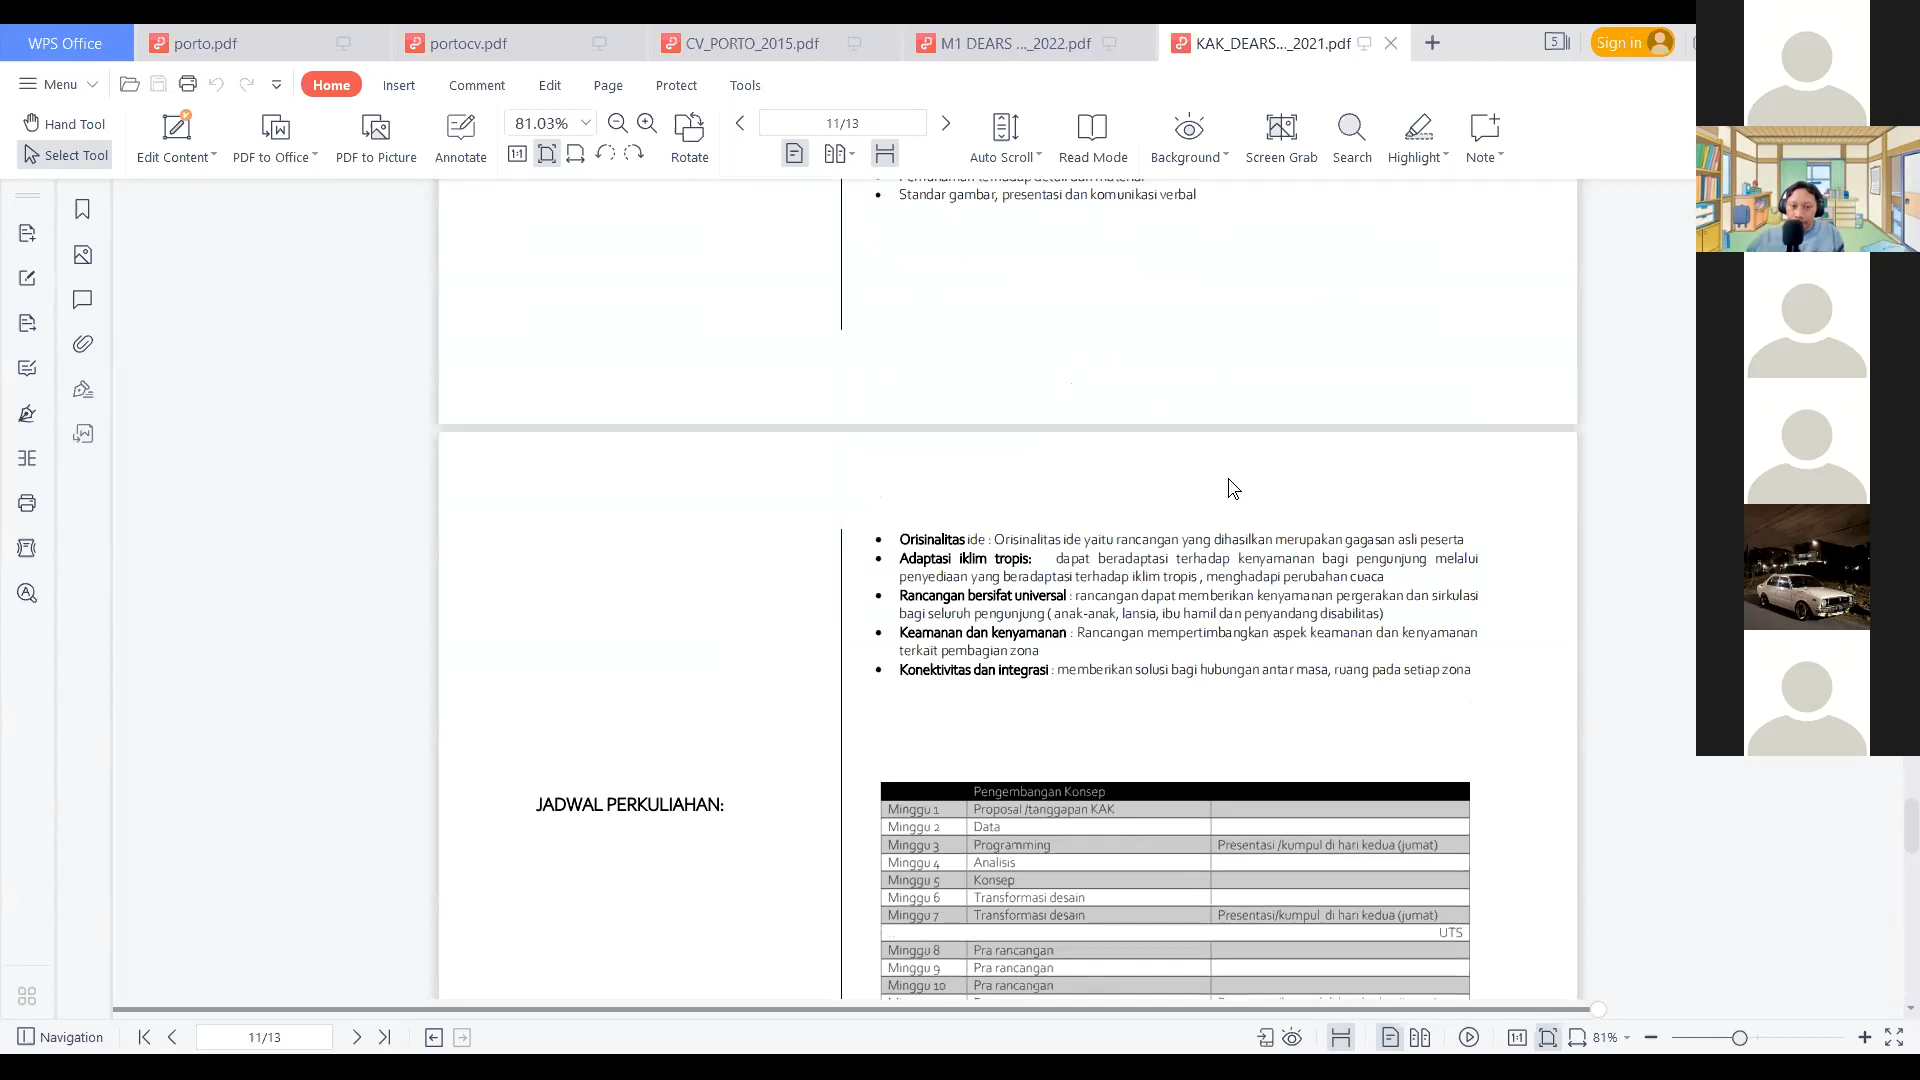 WPS Office
porto.pdf
portocv.pdf
CV_PORTO_2015.pdf
M1 DEARS ..._2022.pdf
KAK_DEARS..._2021.pdf
5
Sign in
Menu
Home
Insert
Comment
Edit
Page
Protect
Tools
Hand Tool
Select Tool
Edit Content
PDF to Office
PDF to Picture
Annotate
81.03%
Rotate
11/13
Auto Scroll
Read Mode
Background
Screen Grab
Search
Highlight
Note
• Standar gambar, presentasi dan komunikasi verbal
• Orisinalitas ide : Orisinalitas ide yaitu rancangan yang dihasilkan merupakan gagasan asli peserta
• Adaptasi iklim tropis: dapat beradaptasi terhadap kenyamanan bagi pengunjung melalui
penyediaan yang beradaptasi terhadap iklim tropis , menghadapi perubahan cuaca
• Rancangan bersifat universal : rancangan dapat memberikan kenyamanan pergerakan dan sirkulasi
bagi seluruh pengunjung ( anak-anak, lansia, ibu hamil dan penyandang disabilitas)
• Keamanan dan kenyamanan : Rancangan mempertimbangkan aspek keamanan dan kenyamanan
terkait pembagian zona
• Konektivitas dan integrasi : memberikan solusi bagi hubungan antar masa, ruang pada setiap zona
JADWAL PERKULIAHAN:
Pengembangan Konsep
Minggu 1 Proposal /tanggapan KAK
Minggu 2 Data
Minggu 3 Programming Presentasi /kumpul di hari kedua (jumat)
Minggu 4 Analisis
Minggu 5 Konsep
Minggu 6 Transformasi desain
Minggu 7 Transformasi desain Presentasi/kumpul di hari kedua (jumat)
UTS
Minggu 8 Pra rancangan
Minggu 9 Pra rancangan
Minggu 10 Pra rancangan
Navigation
11/13
81%